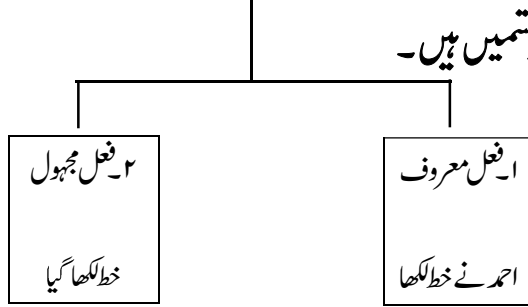 قسمیں ہیں۔
۱۔فعل معروف
احمد نے خط لکھا
۲۔فعل مجہول
خط لکھا گیا